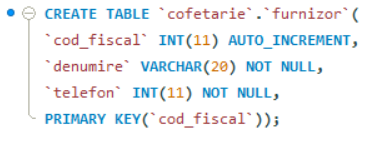 CREATE TABLE `cofetarie`.`furnizor`(
`cod_fiscal` INT(11) AUTO_INCREMENT,
`denumire` VARCHAR(20) NOT NULL,
`telefon` INT(11) NOT NULL,
PRIMARY KEY(`cod_fiscal`));